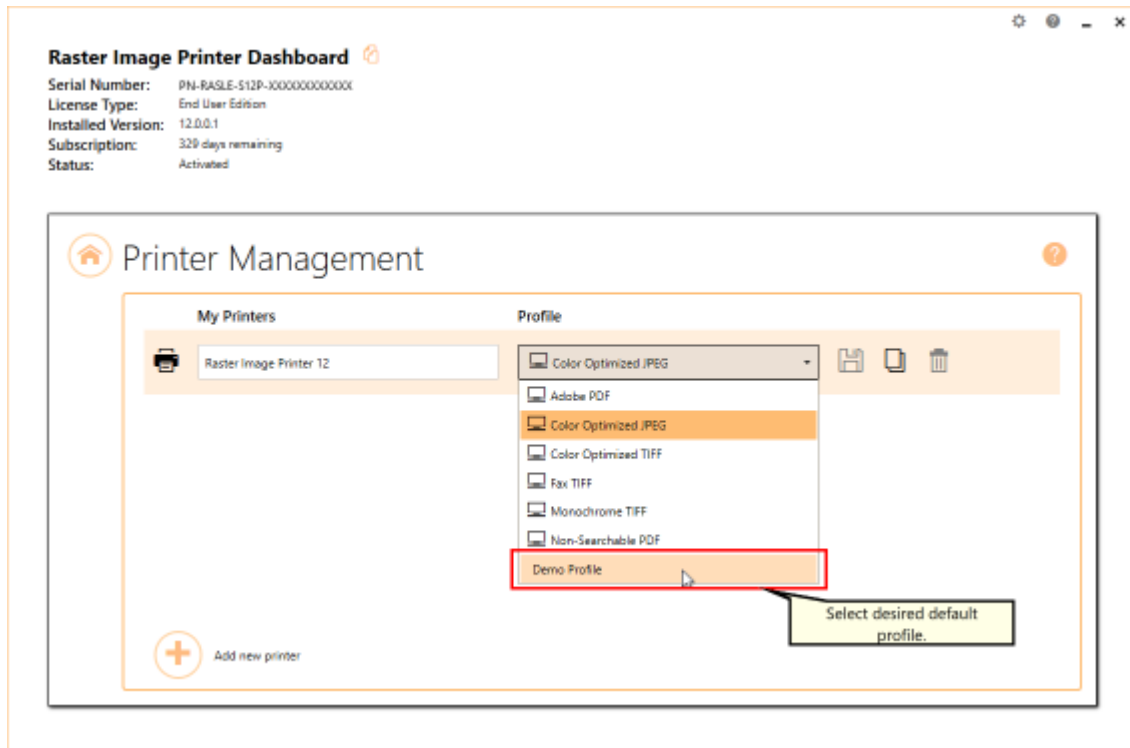 Raster Image Printer Dashboard
Serial Number: PN-RASLE-S12P-XXXXXXXXXXXX
License Type: End User Edition
Installed Version: 12.0.0.1
Subscription: 329 days remaining
Status: Activated
Printer Management
?
My Printers Profile
Raster Image Printer 12 Color Optimized JPEG
Adobe PDF
Color Optimized JPEG
Color Optimized TIFF
Fax TIFF
Monochrome TIFF
Non-Searchable PDF
Demo Profile
Select desired default
profile.
Add new printer